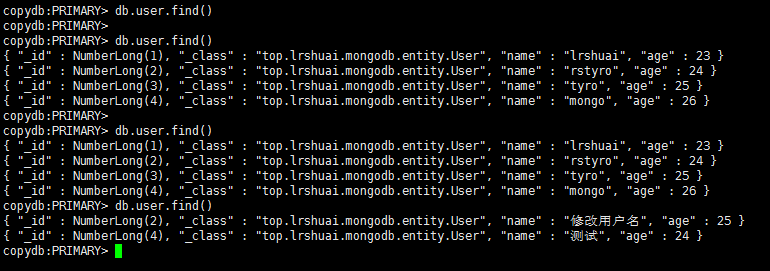 copydb:PRIMARY> db.user.find()
copydb:PRIMARY>
copydb:PRIMARY> db.user.find()
{ "_id" : NumberLong(1), "_class" : "top.lrshuai.mongodb.entity.User", "name" : "lrshuai", "age" : 23 }
{ "_id" : NumberLong(2), "_class" : "top.lrshuai.mongodb.entity.User", "name" : "rstyro", "age" : 24 }
{ "_id" : NumberLong(3), "_class" : "top.lrshuai.mongodb.entity.User", "name" : "tyro", "age" : 25 }
{ "_id" : NumberLong(4), "_class" : "top.lrshuai.mongodb.entity.User", "name" : "mongo", "age" : 26 }
copydb:PRIMARY>
copydb:PRIMARY> db.user.find()
{ "_id" : NumberLong(1), "_class" : "top.lrshuai.mongodb.entity.User", "name" : "lrshuai", "age" : 23 }
{ "_id" : NumberLong(2), "_class" : "top.lrshuai.mongodb.entity.User", "name" : "rstyro", "age" : 24 }
{ "_id" : NumberLong(3), "_class" : "top.lrshuai.mongodb.entity.User", "name" : "tyro", "age" : 25 }
{ "_id" : NumberLong(4), "_class" : "top.lrshuai.mongodb.entity.User", "name" : "mongo", "age" : 26 }
copydb:PRIMARY> db.user.find()
{ "_id" : NumberLong(2), "_class" : "top.lrshuai.mongodb.entity.User", "name" : "修改用户名", "age" : 25 }
{ "_id" : NumberLong(4), "_class" : "top.lrshuai.mongodb.entity.User", "name" : "测试", "age" : 24 }
copydb:PRIMARY>